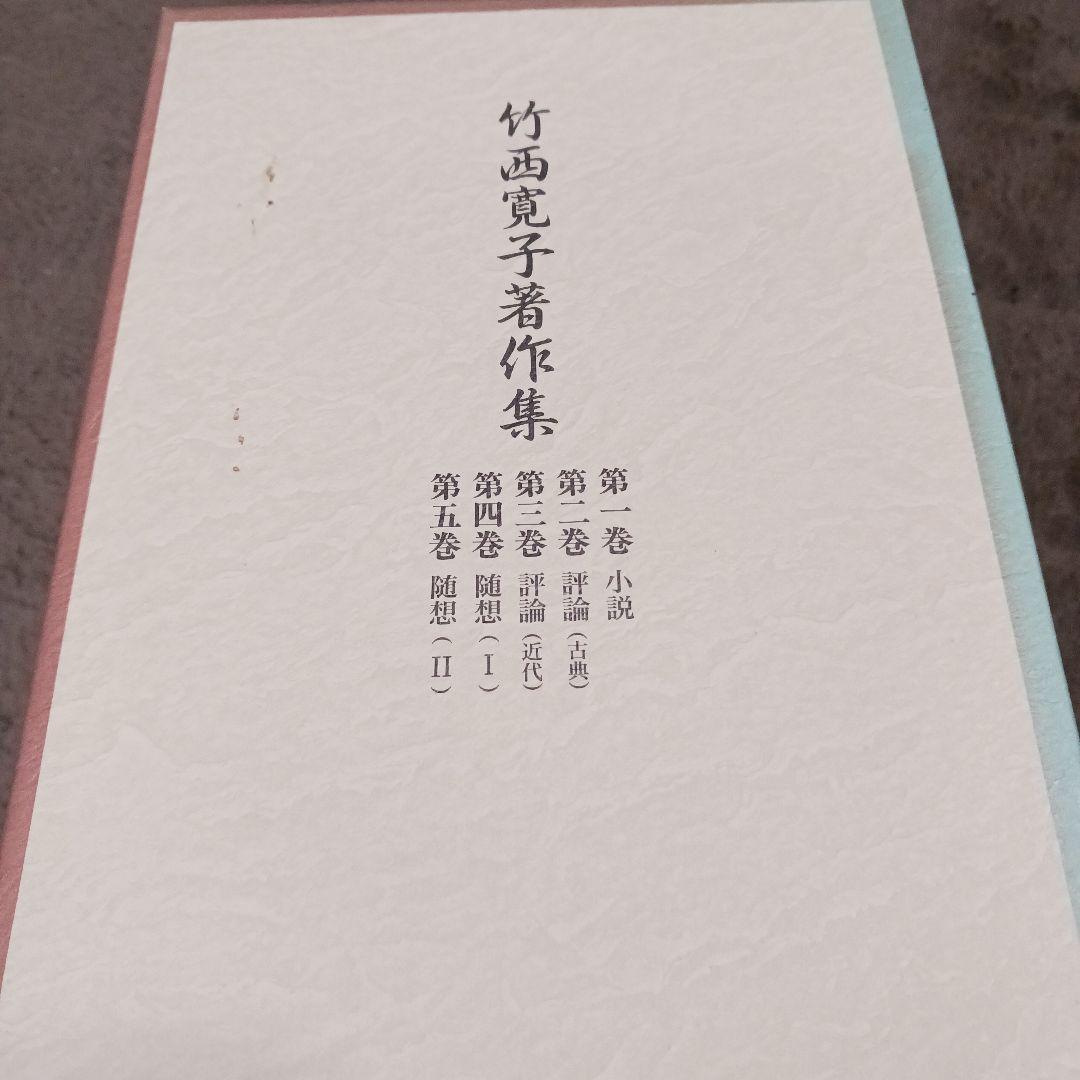 竹西寛子著作集
第一巻 小説
第二巻 評論(古典)
第三巻 評論(近代)
第四巻 随想(I)
第五巻 随想(II)